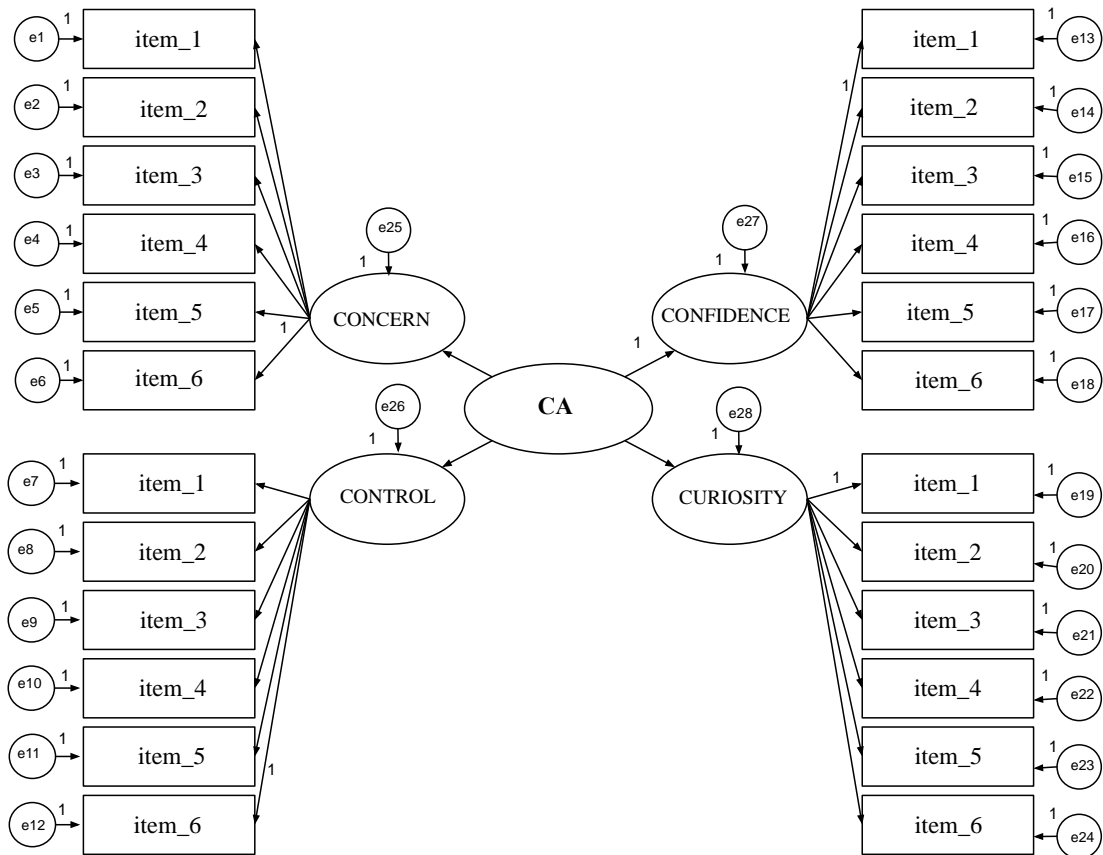 e1
1
item_1
e2
1
item_2
e3
1
item_3
e4
1
item_4
e5
1
item_5
e6
1
item_6
1
e25
1
CONCERN
e7
1
item_1
e8
1
item_2
e9
1
item_3
e10
1
item_4
e11
1
item_5
e12
1
item_6
1
e26
1
CONTROL
CA
1
e27
1
CONFIDENCE
1
item_1
1
e13
item_2
1
e14
item_3
1
e15
item_4
1
e16
item_5
1
e17
item_6
1
e18
e28
1
CURIOSITY
1
item_1
1
e19
item_2
1
e20
item_3
1
e21
item_4
1
e22
item_5
1
e23
item_6
1
e24